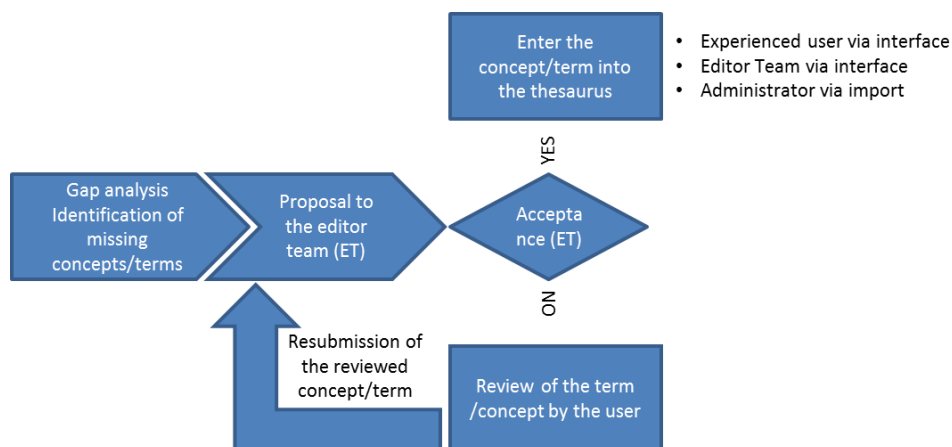 Enter the
concept/term into
the thesaurus
• Experienced user via interface
• Editor Team via interface
• Administrator via import
YES
Gap analysis
Identification of
missing
concepts/terms
Proposal to
the editor
team (ET)
Accepta
nce (ET)
NO
Resubmission of
the reviewed
concept/term
Review of the term
/concept by the user